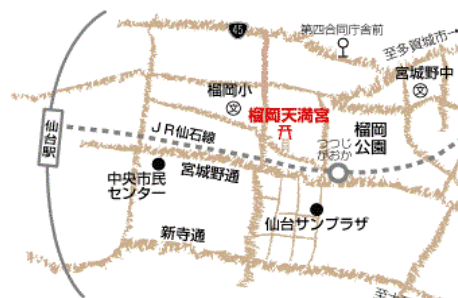 45
第四合同庁舎前
至多賀城市
宮城野中
文
榴岡小
文
榴岡天満宮
榴岡
公園
つつじ
がおか
仙台駅
JR仙石線
宮城野通
中央市民
センター
仙台サンプラザ
新寺通